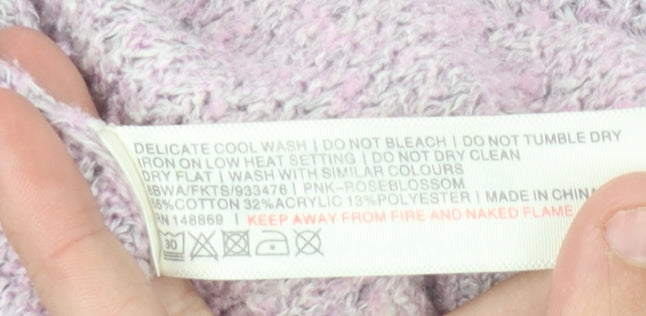 DELICATE COOL WASH | DO NOT BLEACH | DO NOT TUMBLE DRY
IRON ON LOW HEAT SETTING | DO NOT DRY CLEAN
DRY FLAT | WASH WITH SIMILAR COLOURS
BBWA/FKTS/933476 | PNK-ROSEBLOSSOM
55%COTTON 32%ACRYLIC 13%POLYESTER | MADE IN CHINA
RN 148869 | KEEP AWAY FROM FIRE AND NAKED FLAME
30